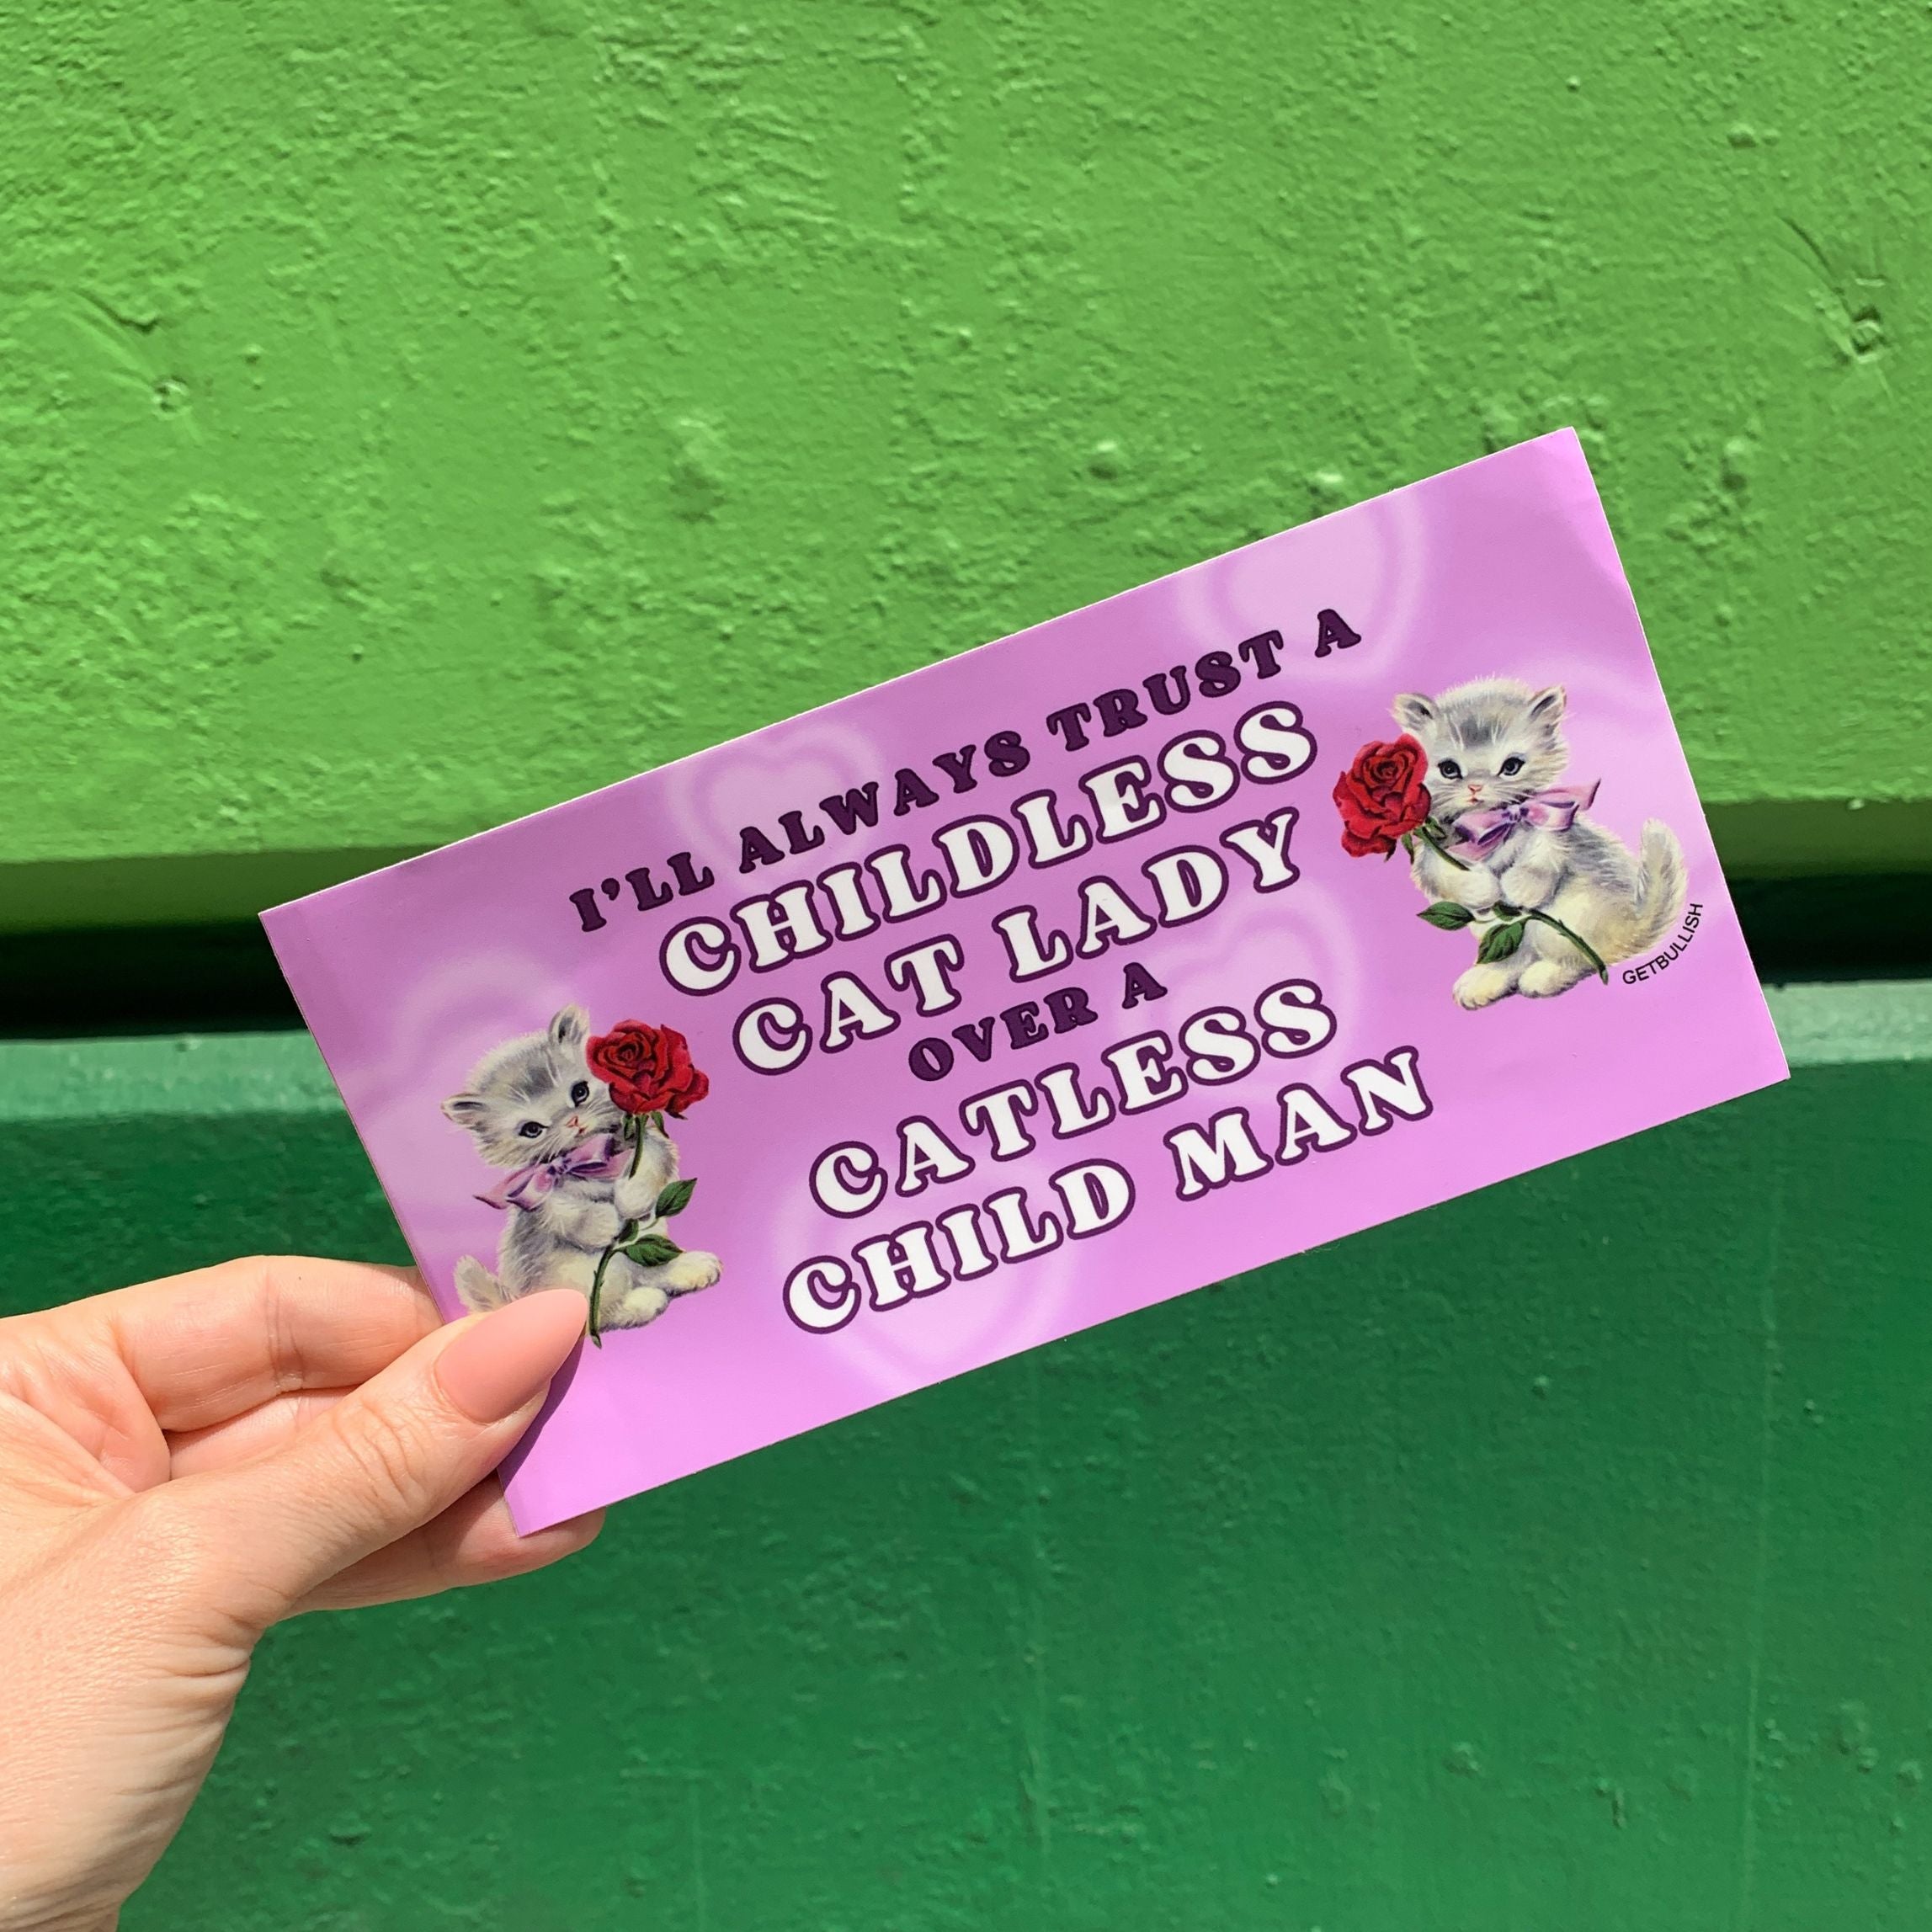 I'LL ALWAYS TRUST A
CHILDLESS
CAT LADY
OVER A
CATLESS
CHILD MAN
GETBULLISH